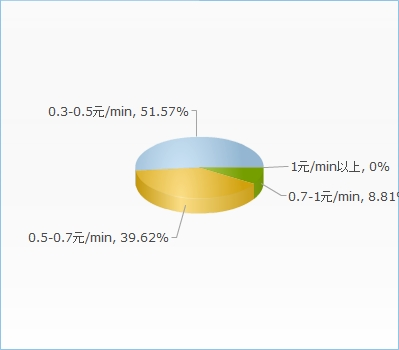 0.3-0.5元/min, 51.57%
1元/min以上, 0%
0.7-1元/min, 8.81%
0.5-0.7元/min, 39.62%